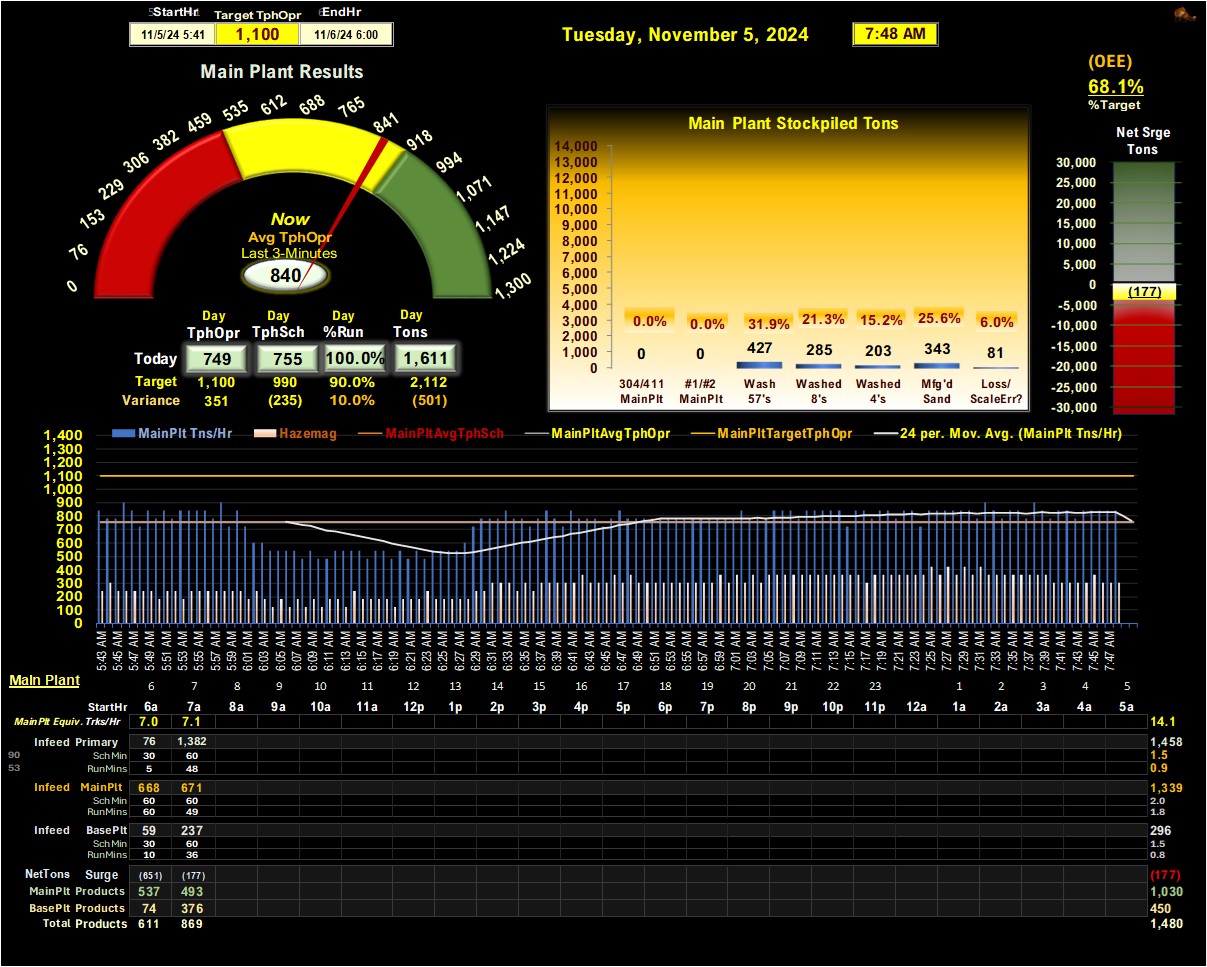 StartHr Target TphOpr EndHr
11/5/24 5:41 1,100 11/6/24 6:00
Tuesday, November 5, 2024 7:48 AM
(OEE)
68.1%
%Target
Main Plant Results
0 76 153 229 306 382 459 535 612 688 765 841 918 994 1,071 1,147 1,224 1,300
Now
Avg TphOpr
Last 3-Minutes
840
Day Day Day Day
TphOpr TphSch %Run Tons
Today 749 755 100.0% 1,611
Target 1,100 990 90.0% 2,112
Variance 351 (235) 10.0% (501)
Main Plant Stockpiled Tons
14,000
13,000
12,000
11,000
10,000
9,000
8,000
7,000
6,000
5,000
4,000
3,000
2,000
1,000
0
0.0% 0.0% 31.9% 21.3% 15.2% 25.6% 6.0%
0 0 427 285 203 343 81
304/411 #1/#2 Wash Washed Washed Mfg'd Loss/
MainPlt MainPlt 57's 8's 4's Sand ScaleErr?
Net Srge
Tons
30,000
25,000
20,000
15,000
10,000
5,000
0
-5,000
-10,000
-15,000
-20,000
-25,000
-30,000
(177)
MainPlt Tns/Hr Hazemag MainPltAvgTphSch MainPltAvgTphOpr MainPltTargetTphOpr 24 per. Mov. Avg. (MainPlt Tns/Hr)
1,400
1,300
1,200
1,100
1,000
900
800
700
600
500
400
300
200
100
0
5:43 AM 5:45 AM 5:47 AM 5:49 AM 5:51 AM 5:53 AM 5:55 AM 5:57 AM 5:59 AM 6:01 AM 6:03 AM 6:05 AM 6:07 AM 6:09 AM 6:11 AM 6:13 AM 6:15 AM 6:17 AM 6:19 AM 6:21 AM 6:23 AM 6:25 AM 6:27 AM 6:29 AM 6:31 AM 6:33 AM 6:35 AM 6:37 AM 6:39 AM 6:41 AM 6:43 AM 6:45 AM 6:47 AM 6:49 AM 6:51 AM 6:53 AM 6:55 AM 6:57 AM 6:59 AM 7:01 AM 7:03 AM 7:05 AM 7:07 AM 7:09 AM 7:11 AM 7:13 AM 7:15 AM 7:17 AM 7:19 AM 7:21 AM 7:23 AM 7:25 AM 7:27 AM 7:29 AM 7:31 AM 7:33 AM 7:35 AM 7:37 AM 7:39 AM 7:41 AM 7:43 AM 7:45 AM 7:47 AM
Main Plant
6 7 8 9 10 11 12 13 14 15 16 17 18 19 20 21 22 23 1 2 3 4 5
StartHr 6a 7a 8a 9a 10a 11a 12p 1p 2p 3p 4p 5p 6p 7p 8p 9p 10p 11p 12a 1a 2a 3a 4a 5a
MainPlt Equiv. Trks/Hr 7.0 7.1 14.1
Infeed Primary 76 1,382 1,458
90 Sch Min 30 60 1.5
53 RunMins 5 48 0.9
Infeed MainPlt 668 671 1,339
Sch Min 60 60 2.0
RunMins 60 49 1.8
Infeed BasePlt 59 237 296
Sch Min 30 60 1.5
RunMins 10 36 0.8
NetTons Surge (651) (177) (177)
MainPlt Products 537 493 1,030
BasePlt Products 74 376 450
Total Products 611 869 1,480